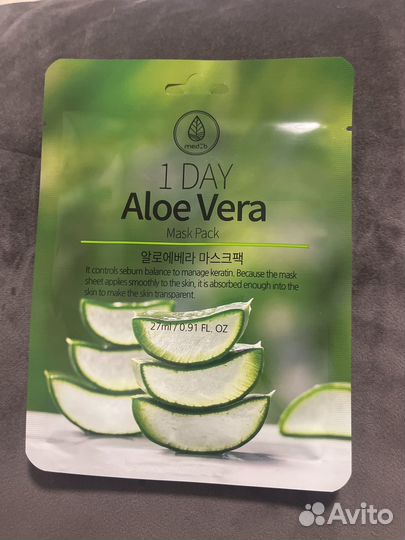 med:b
1 DAY
Aloe Vera
Mask Pack
알로에베라 마스크팩
It controls sebum balance to manage keratin. Because the mask
sheet applies smoothly to the skin, it is absorbed enough into the
skin to make the skin transparent.
27ml / 0.91 FL. OZ
Avito